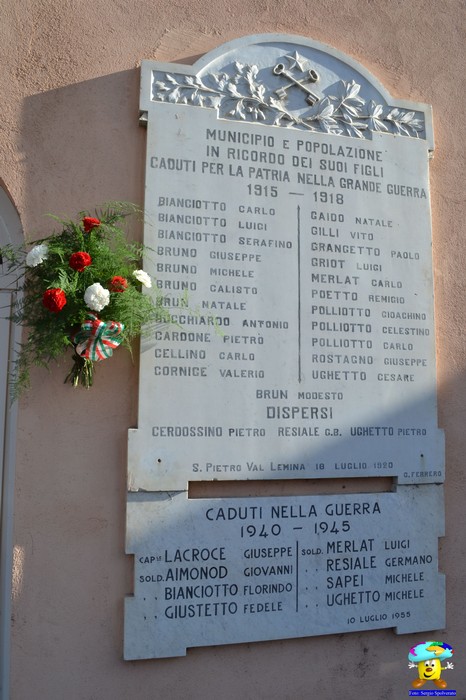 MUNICIPIO E POPOLAZIONE
IN RICORDO DEI SUOI FIGLI
CADUTI PER LA PATRIA NELLA GRANDE GUERRA
1915 — 1918
BIANCIOTTO CARLO
BIANCIOTTO LUIGI
BIANCIOTTO SERAFINO
BRUNO GIUSEPPE
BRUNO MICHELE
BRUNO CALISTO
BRUN NATALE
BUCCHIARDO ANTONIO
CARDONE PIETRO
CELLINO CARLO
CORNICE VALERIO
GAIDO NATALE
GILLI VITO
GRANGETTO PAOLO
GRIOT LUIGI
MERLAT CARLO
POETTO REMIGIO
POLLIOTTO GIOACHINO
POLLIOTTO CELESTINO
POLLIOTTO CARLO
ROSTAGNO GIUSEPPE
UGHETTO CESARE
BRUN MODESTO
DISPERSI
CERDOSSINO PIETRO RESIALE G.B. UGHETTO PIETRO
S. PIETRO VAL LEMINA 18 LUGLIO 1920
G. FERRERO
CADUTI NELLA GUERRA
1940 — 1945
CAP.LE LACROCE GIUSEPPE
SOLD. AIMONOD GIOVANNI
. . BIANCIOTTO FLORINDO
. . GIUSTETTO FEDELE
SOLD. MERLAT LUIGI
. . RESIALE GERMANO
. . SAPEI MICHELE
. . UGHETTO MICHELE
10 LUGLIO 1955
Foto: Sergio Speltranno